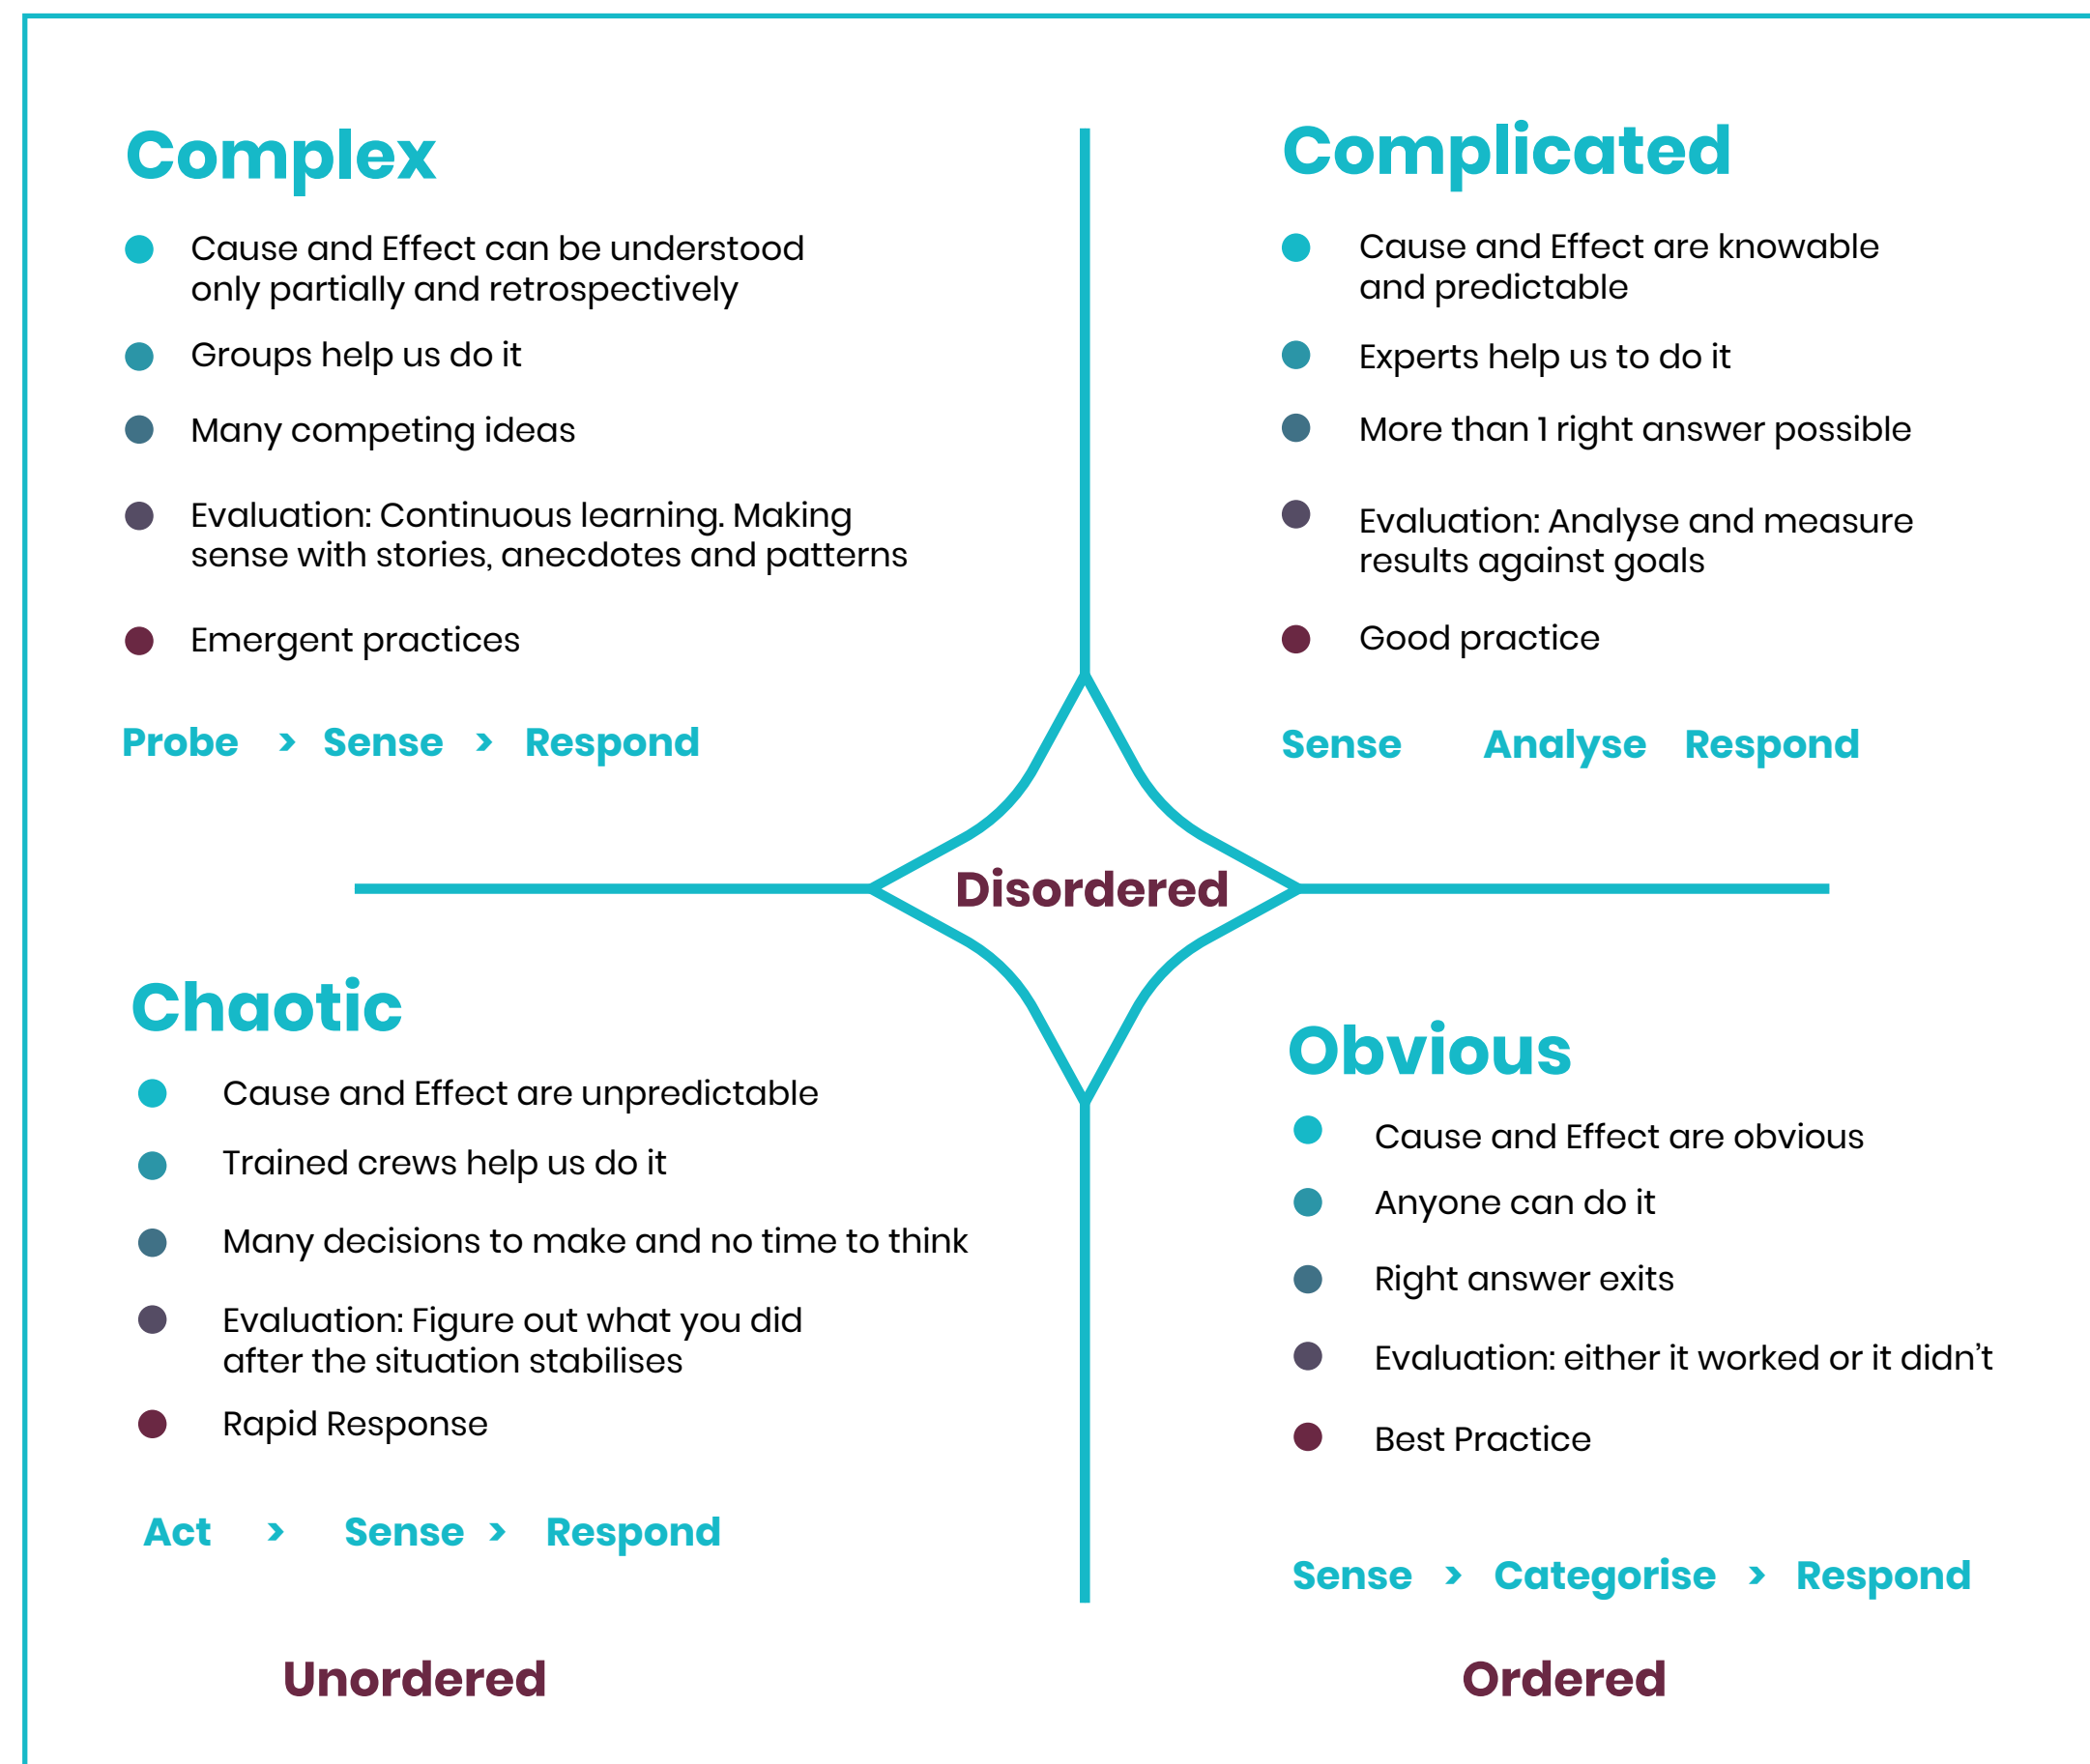 Complex
Cause and Effect can be understood
only partially and retrospectively
Groups help us do it
Many competing ideas
Evaluation: Continuous learning. Making
sense with stories, anecdotes and patterns
Emergent practices
Probe > Sense > Respond
Complicated
Cause and Effect are knowable
and predictable
Experts help us to do it
More than 1 right answer possible
Evaluation: Analyse and measure
results against goals
Good practice
Sense Analyse Respond
Disordered
Chaotic
Cause and Effect are unpredictable
Trained crews help us do it
Many decisions to make and no time to think
Evaluation: Figure out what you did
after the situation stabilises
Rapid Response
Act > Sense > Respond
Obvious
Cause and Effect are obvious
Anyone can do it
Right answer exits
Evaluation: either it worked or it didn’t
Best Practice
Sense > Categorise > Respond
Unordered
Ordered